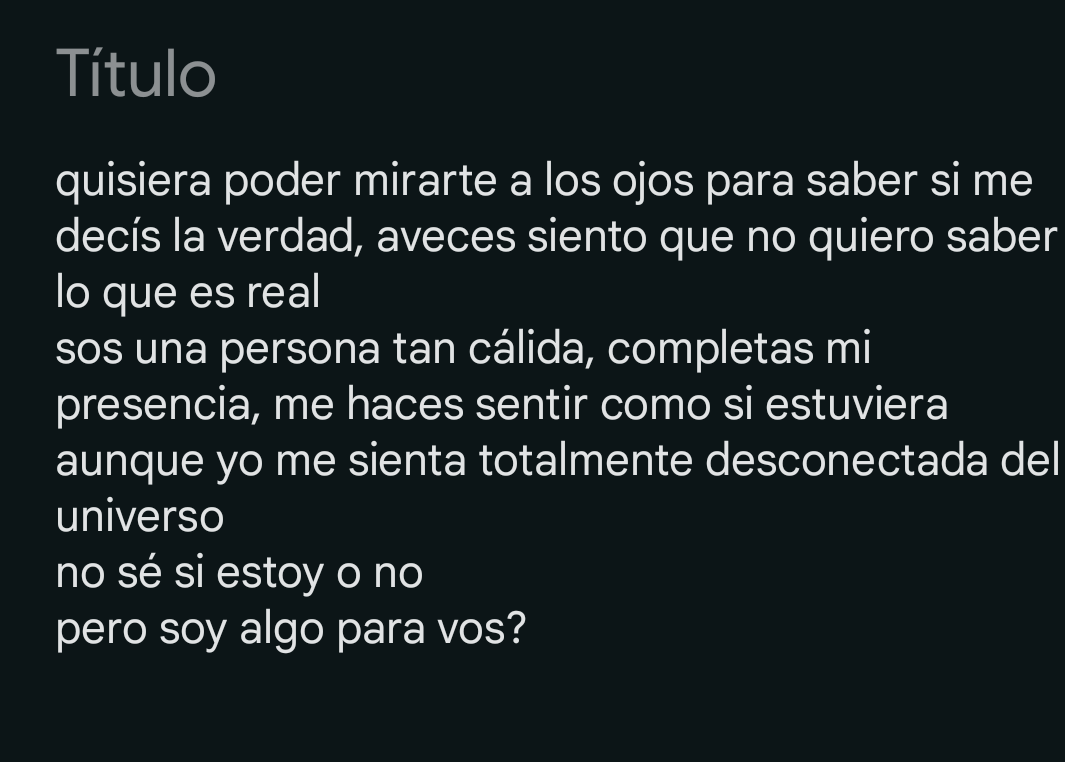 Título
quisiera poder mirarte a los ojos para saber si me
decís la verdad, aveces siento que no quiero saber
lo que es real
sos una persona tan cálida, completas mi
presencia, me haces sentir como si estuviera
aunque yo me sienta totalmente desconectada del
universo
no sé si estoy o no
pero soy algo para vos?